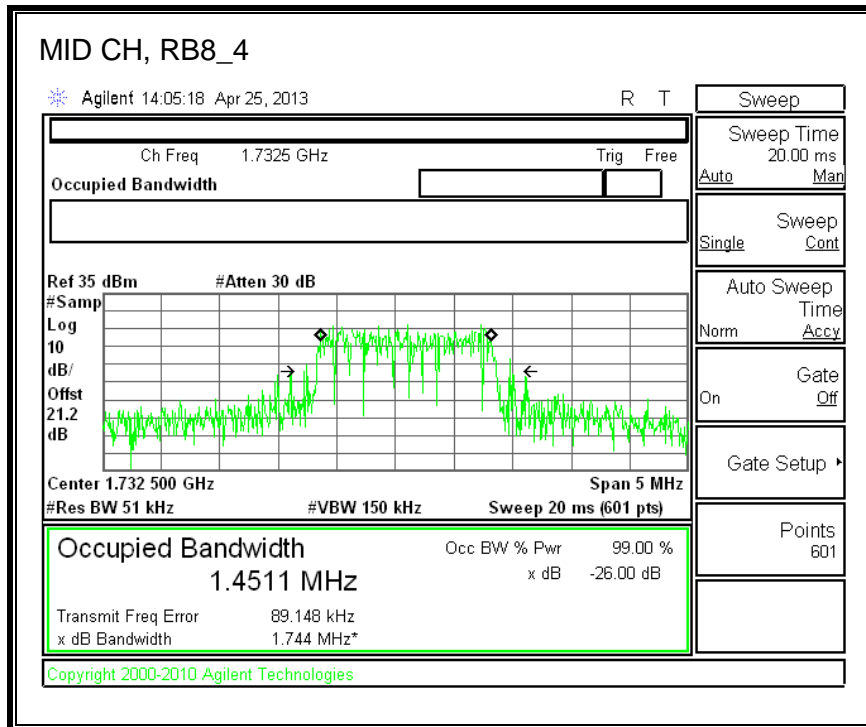 MID CH, RB8_4
Agilent 14:05:18 Apr 25, 2013 R T
Ch Freq 1.7325 GHz Trig Free
Occupied Bandwidth
Ref 35 dBm #Atten 30 dB
#Samp
Log
10
dB/
Offst
21.2
dB
Center 1.732 500 GHz Span 5 MHz
#Res BW 51 kHz #VBW 150 kHz Sweep 20 ms (601 pts)
Occupied Bandwidth Occ BW % Pwr 99.00 %
1.4511 MHz x dB -26.00 dB
Transmit Freq Error 89.148 kHz
x dB Bandwidth 1.744 MHz*
Copyright 2000-2010 Agilent Technologies
Sweep
Sweep Time
20.00 ms
Auto Man
Sweep
Single Cont
Auto Sweep
Time
Norm Accy
Gate
On Off
Gate Setup
Points
601